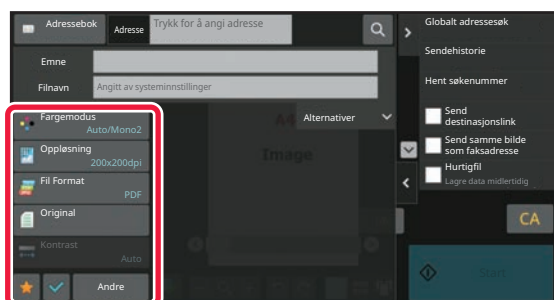 Adressebok
Adresse
Trykk for å angi adresse
Emne
Filnavn
Angitt av systeminnstillinger
Fargemodus
Auto/Mono2
Oppløsning
200x200dpi
Fil Format
PDF
Original
Kontrast
Auto
Andre
A4
Image
Alternativer
Globalt adressesøk
Sendehistorie
Hent søkenummer
Send
destinasjonslink
Send samme bilde
som faksadresse
Hurtigfil
Lagre data midlertidig
CA
Start